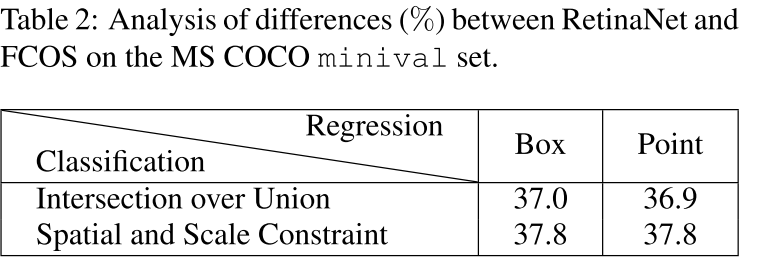 Table 2: Analysis of differences (%) between RetinaNet and
FCOS on the MS COCO minival set.
Regression
Classification
Box
Point
Intersection over Union 37.0 36.9
Spatial and Scale Constraint 37.8 37.8